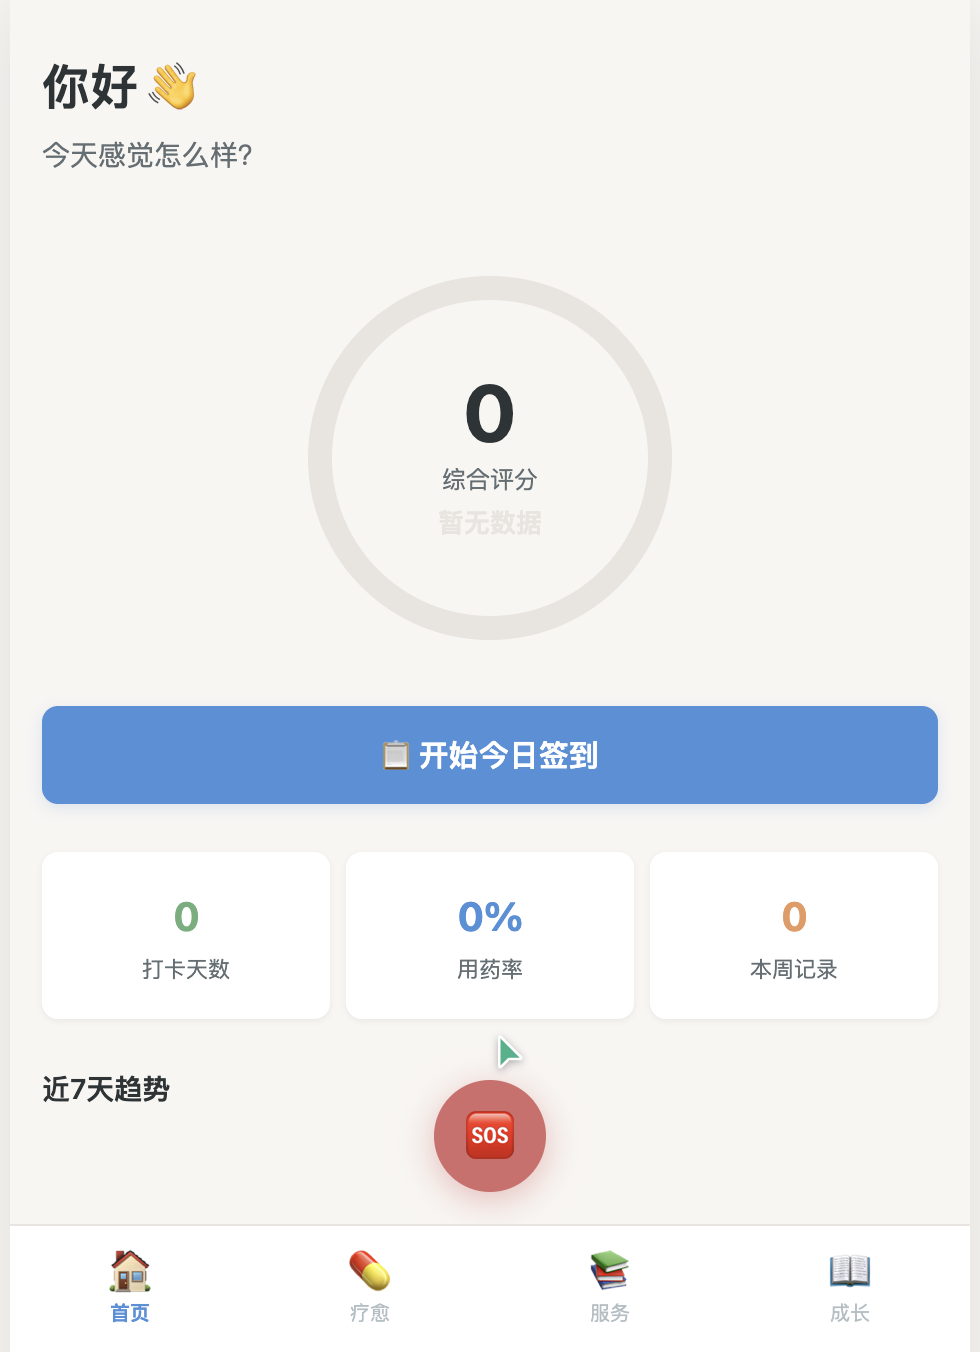 你好👋
今天感觉怎么样?
0
综合评分
暂无数据
📋 开始今日签到
0
打卡天数
0%
用药率
0
本周记录
近7天趋势
SOS
首页
疗愈
服务
成长